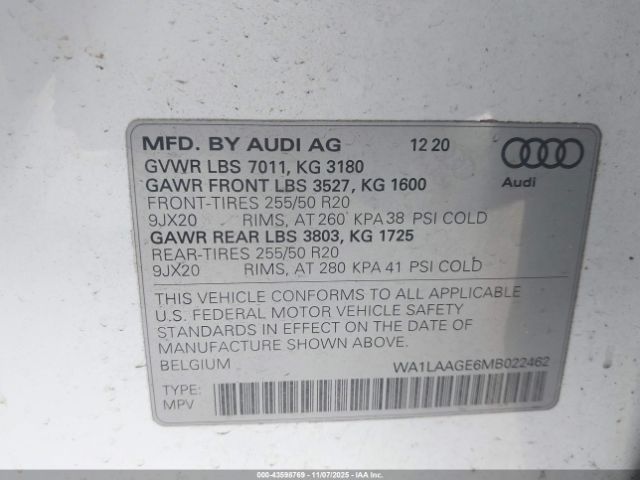 MFD. BY AUDI AG 12 20
GVWR LBS 7011, KG 3180
GAWR FRONT LBS 3527, KG 1600
FRONT-TIRES 255/50 R20
9JX20 RIMS, AT 260 KPA 38 PSI COLD
GAWR REAR LBS 3803, KG 1725
REAR-TIRES 255/50 R20
9JX20 RIMS, AT 280 KPA 41 PSI COLD
Audi
THIS VEHICLE CONFORMS TO ALL APPLICABLE
U.S. FEDERAL MOTOR VEHICLE SAFETY
STANDARDS IN EFFECT ON THE DATE OF
MANUFACTURE SHOWN ABOVE.
BELGIUM WA1LAAGE6MB022462
TYPE:
MPV
000-43598769 - 11/07/2025 - IAAI.COM